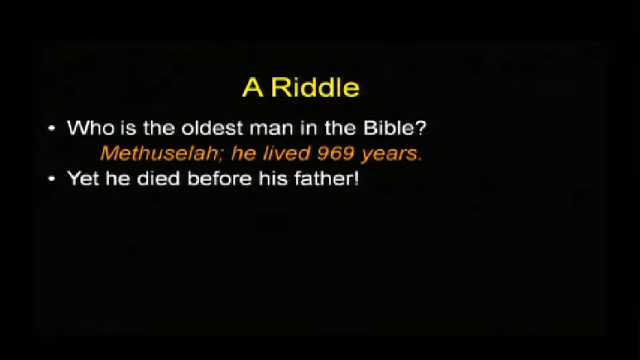 A Riddle
• Who is the oldest man in the Bible?
Methuselah; he lived 969 years.
• Yet he died before his father!